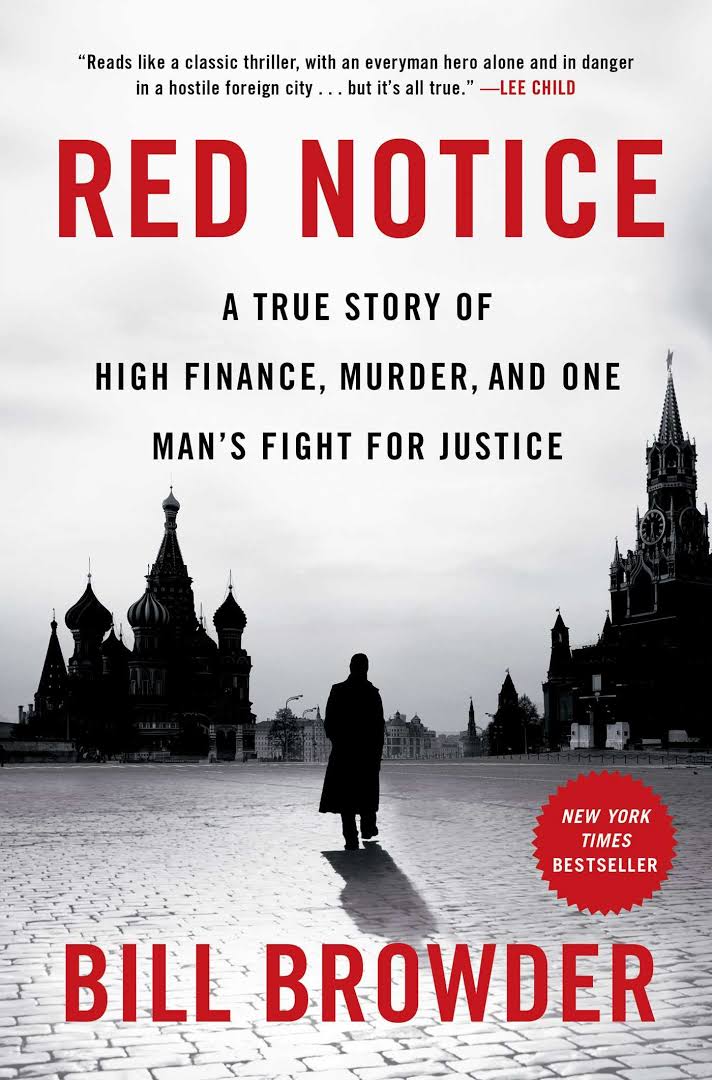 “Reads like a classic thriller, with an everyman hero alone and in danger
in a hostile foreign city . . . but it’s all true.” —LEE CHILD
RED NOTICE
A TRUE STORY OF
HIGH FINANCE, MURDER, AND ONE
MAN’S FIGHT FOR JUSTICE
NEW YORK
TIMES
BESTSELLER
BILL BROWDER